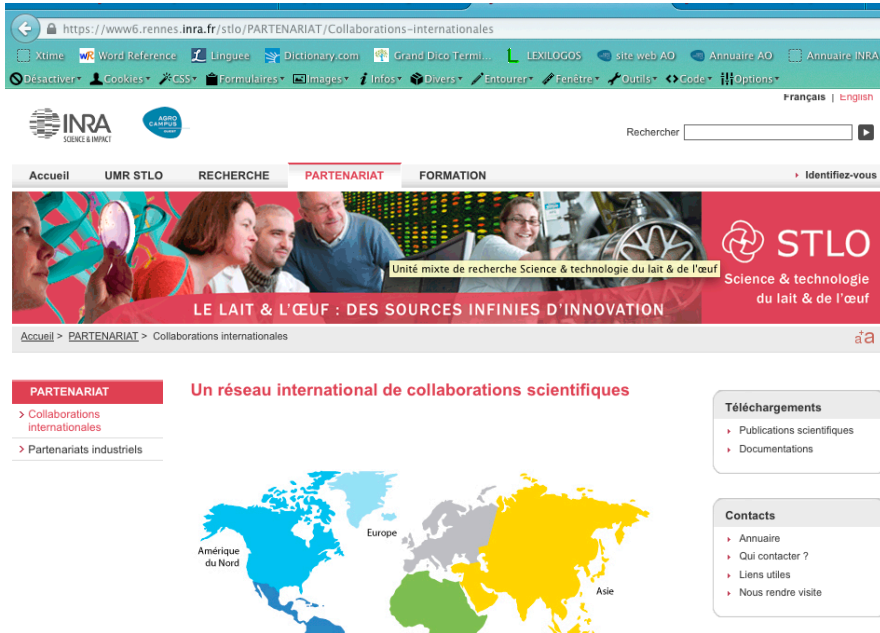 https://www6.rennes.inra.fr/stlo/PARTENARIAT/Collaborations-internationales
Xtime WR Word Reference Linguee Dictionary.com Grand Dico Termi... L LEXILOGOS site web AO Annuaire AO Annuaire INRA
Désactiver Cookies CSS Formulaires Images Infos Divers Entourer Fenêtre Outils Code Options
Français | English
INRA
SCIENCE & IMPACT
AGRO
CAMPUS
OUEST
Rechercher
Accueil UMR STLO RECHERCHE PARTENARIAT FORMATION Identifiez-vous
STLO
Unité mixte de recherche Science & technologie du lait & de l'œuf
Science & technologie
du lait & de l'œuf
LE LAIT & L'ŒUF : DES SOURCES INFINIES D'INNOVATION
Accueil > PARTENARIAT > Collaborations internationales
a+a
PARTENARIAT
Collaborations
internationales
Partenariats industriels
Un réseau international de collaborations scientifiques
Europe
Amérique
du Nord
Asie
Téléchargements
Publications scientifiques
Documentations
Contacts
Annuaire
Qui contacter ?
Liens utiles
Nous rendre visite